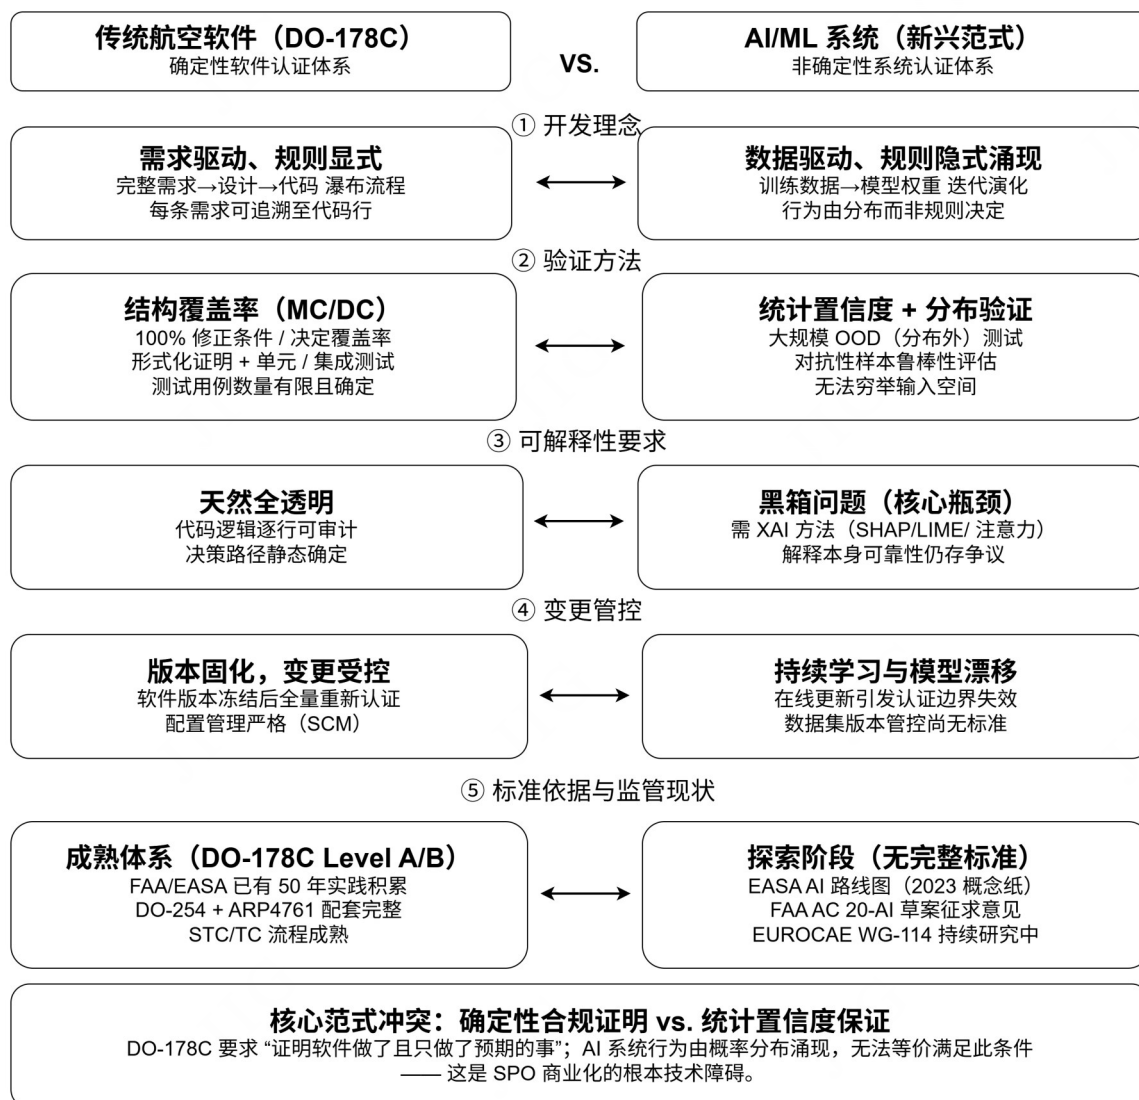 传统航空软件（DO-178C）
确定性软件认证体系
VS.
AI/ML 系统（新兴范式）
非确定性系统认证体系
① 开发理念
需求驱动、规则显式
完整需求→设计→代码 瀑布流程
每条需求可追溯至代码行
数据驱动、规则隐式涌现
训练数据→模型权重 迭代演化
行为由分布而非规则决定
② 验证方法
结构覆盖率（MC/DC）
100% 修正条件 / 决定覆盖率
形式化证明 + 单元 / 集成测试
测试用例数量有限且确定
统计置信度 + 分布验证
大规模 OOD（分布外）测试
对抗性样本鲁棒性评估
无法穷举输入空间
③ 可解释性要求
天然全透明
代码逻辑逐行可审计
决策路径静态确定
黑箱问题（核心瓶颈）
需 XAI 方法（SHAP/LIME/ 注意力）
解释本身可靠性仍存争议
④ 变更管控
版本固化，变更受控
软件版本冻结后全量重新认证
配置管理严格（SCM）
持续学习与模型漂移
在线更新引发认证边界失效
数据集版本管控尚无标准
⑤ 标准依据与监管现状
成熟体系（DO-178C Level A/B）
FAA/EASA 已有 50 年实践积累
DO-254 + ARP4761 配套完整
STC/TC 流程成熟
探索阶段（无完整标准）
EASA AI 路线图（2023 概念纸）
FAA AC 20-AI 草案征求意见
EUROCAE WG-114 持续研究中
核心范式冲突：确定性合规证明 vs. 统计置信度保证
DO-178C 要求 “证明软件做了且只做了预期的事”；AI 系统行为由概率分布涌现，无法等价满足此条件
—— 这是 SPO 商业化的根本技术障碍。